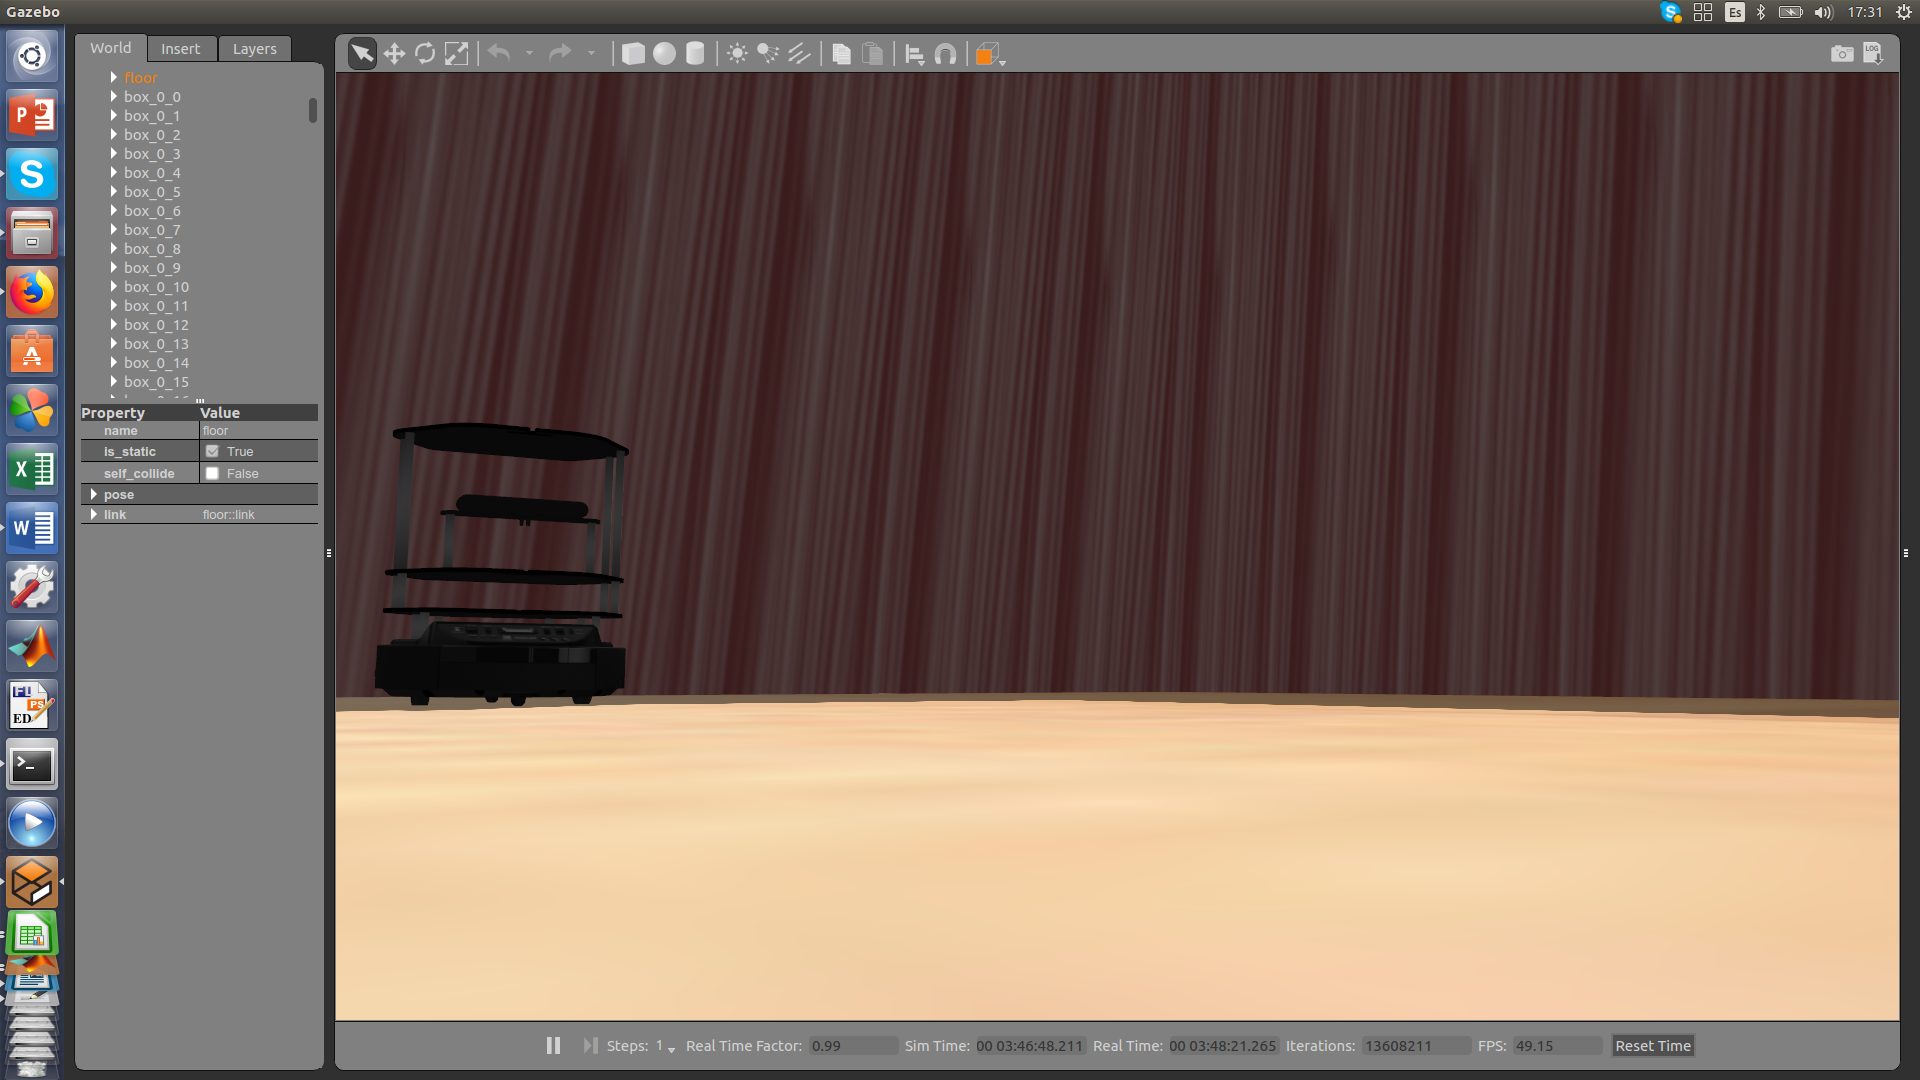 Gazebo
Es
17:31
World
Insert
Layers
LOG
floor
box_0_0
box_0_1
box_0_2
box_0_3
box_0_4
box_0_5
box_0_6
box_0_7
box_0_8
box_0_9
box_0_10
box_0_11
box_0_12
box_0_13
box_0_14
box_0_15
Property Value
name floor
is_static True
self_collide False
pose
link floor::link
Steps: 1 Real Time Factor: 0.99 Sim Time: 00 03:46:48.211 Real Time: 00 03:48:21.265 Iterations: 13608211 FPS: 49.15 Reset Time